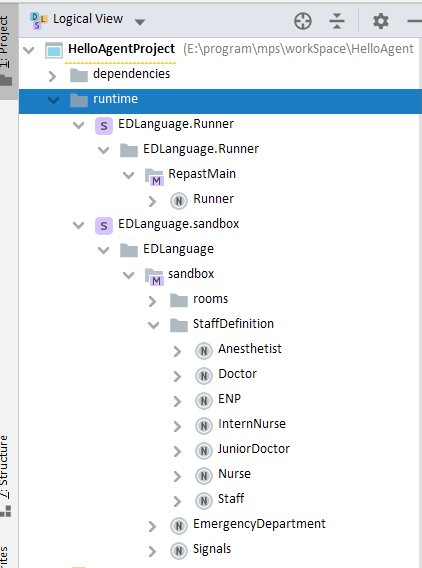 Logical View
1: Project
HelloAgentProject (E:\program\mps\workSpace\HelloAgent
dependencies
runtime
S EDLanguage.Runner
EDLanguage.Runner
M RepastMain
N Runner
S EDLanguage.sandbox
EDLanguage
M sandbox
rooms
StaffDefinition
N Anesthetist
N Doctor
N ENP
N InternNurse
N JuniorDoctor
N Nurse
N Staff
N EmergencyDepartment
N Signals
7: Structure